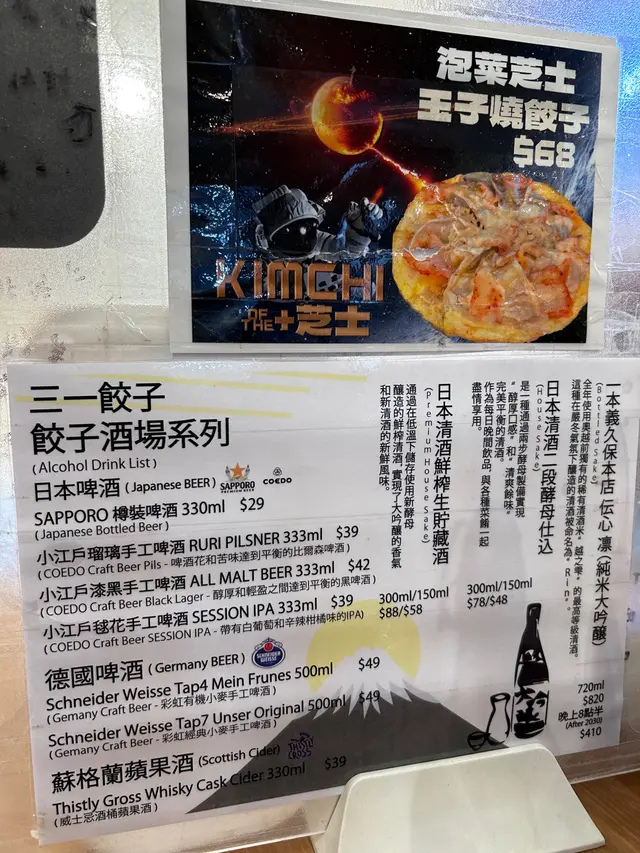 泡菜芝士
玉子燒餃子
$68
KIMCHI
OF THE + 芝士
三一餃子
餃子酒場系列
(Alcohol Drink List)
日本啤酒 (Japanese BEER)
SAPPORO
PREMIUM BEER
COEDO
SAPPORO 樽裝啤酒 330ml $29
(Japanese Bottled Beer)
小江戶瑠璃手工啤酒 RURI PILSNER 333ml $39
(COEDO Craft Beer Pils - 啤酒花和苦味達到平衡的比爾森啤酒)
小江戶漆黑手工啤酒 ALL MALT BEER 333ml $42
(COEDO Craft Beer Black Lager - 醇厚和輕盈之間達到平衡的黑啤酒)
小江戶毬花手工啤酒 SESSION IPA 333ml $39
(COEDO Craft Beer SESSION IPA - 帶有白葡萄和辛辣柑橘味的IPA)
德國啤酒 (Germany BEER)
SCHNEIDER
WEISSE
Schneider Weisse Tap4 Mein Frunes 500ml $49
(Gemany Craft Beer - 彩虹有機小麥手工啤酒)
Schneider Weisse Tap7 Unser Original 500ml $49
(Gemany Craft Beer - 彩虹經典小麥手工啤酒)
蘇格蘭蘋果酒 (Scottish Cider)
THISTLY
CROSS
Thistly Gross Whisky Cask Cider 330ml $39
(威士忌酒桶蘋果酒)
一本義久保本店 伝心 凛 (純米大吟醸)
(Bottled Sake)
全年使用奧越前獨有的稀有清酒米“越之雫”的最高等級清酒。
這種在嚴冬氣氛下釀造的清酒被命名為“Rin”。
720ml
$820
晚上8點半
(After 2030)
$410
日本清酒二段酵母仕込
(House Sake)
是一種通過兩步酵母製備實現
“醇厚口感”和“清爽餘味”
完美平衡的清酒。
作為每日晚間飲品，與各種菜餚一起
盡情享用。
300ml/150ml
$78/$48
日本清酒鮮榨生貯蔵酒
(Premium House Sake)
通過在低溫下儲存使用新酵母
釀造的鮮榨清酒，實現了大吟釀的香氣
和新清酒的新鮮風味。
300ml/150ml
$88/$58